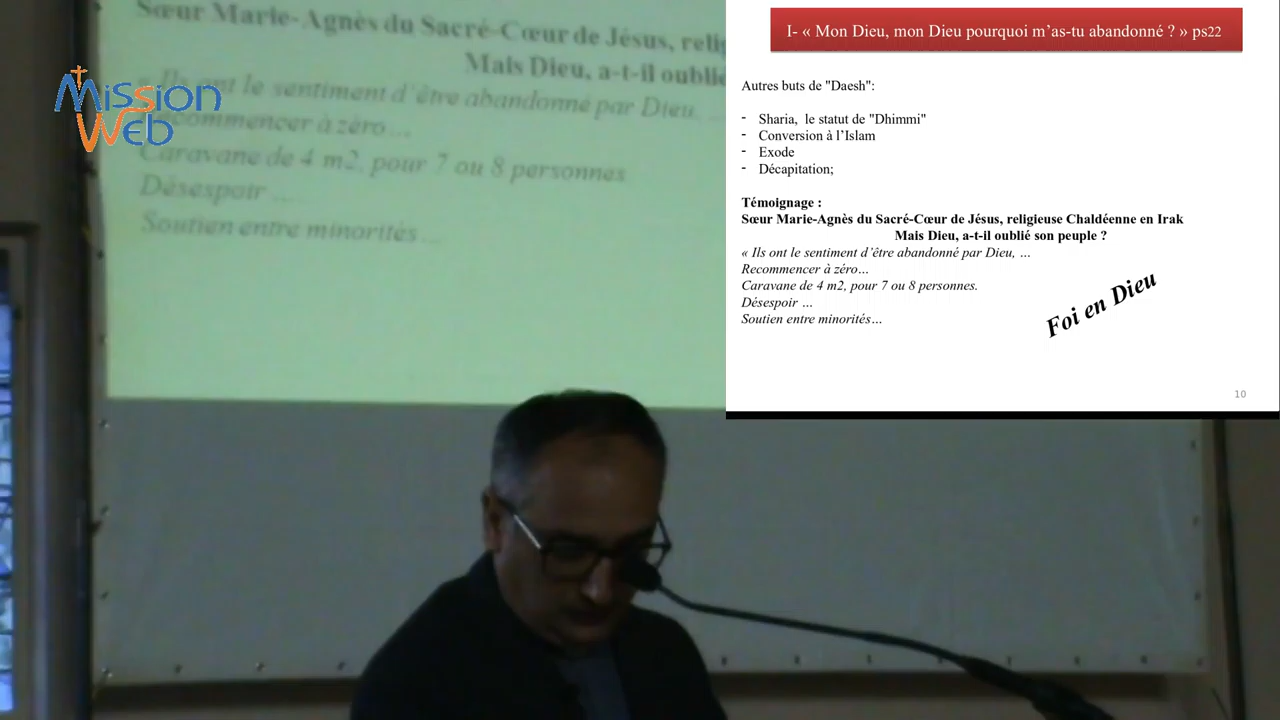 Sœur Marie-Agnès du Sacré-Cœur de Jésus, relig
Mais Dieu, a-t-il oublié
« Ils ont le sentiment d'être abandonné par Dieu, ...
Recommencer à zéro...
Caravane de 4 m2, pour 7 ou 8 personnes
Désespoir ...
Soutien entre minorités...
Mission
Web
I- « Mon Dieu, mon Dieu pourquoi m'as-tu abandonné ? » ps22
Autres buts de "Daesh":
- Sharia, le statut de "Dhimmi"
- Conversion à l'Islam
- Exode
- Décapitation;
Témoignage :
Sœur Marie-Agnès du Sacré-Cœur de Jésus, religieuse Chaldéenne en Irak
Mais Dieu, a-t-il oublié son peuple ?
« Ils ont le sentiment d'être abandonné par Dieu, ...
Recommencer à zéro...
Caravane de 4 m2, pour 7 ou 8 personnes.
Désespoir ...
Soutien entre minorités...
Foi en Dieu
10